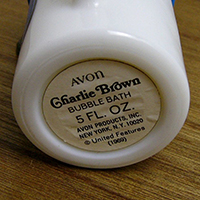 AVON
Charlie Brown
BUBBLE BATH
5 FL. OZ.
AVON PRODUCTS, INC.
NEW YORK, N.Y. 10020
© United Features
(1969)